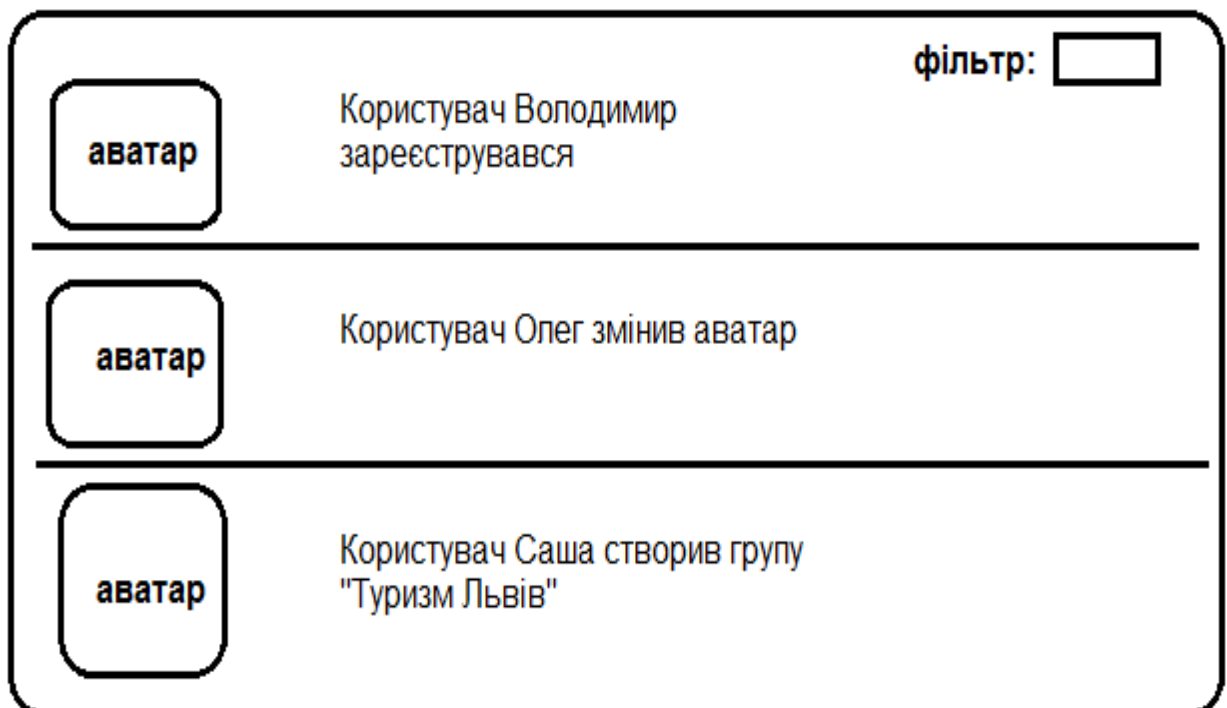 фільтр:
аватар
Користувач Володимир
зареєструвався
аватар
Користувач Олег змінив аватар
аватар
Користувач Саша створив групу
"Туризм Львів"